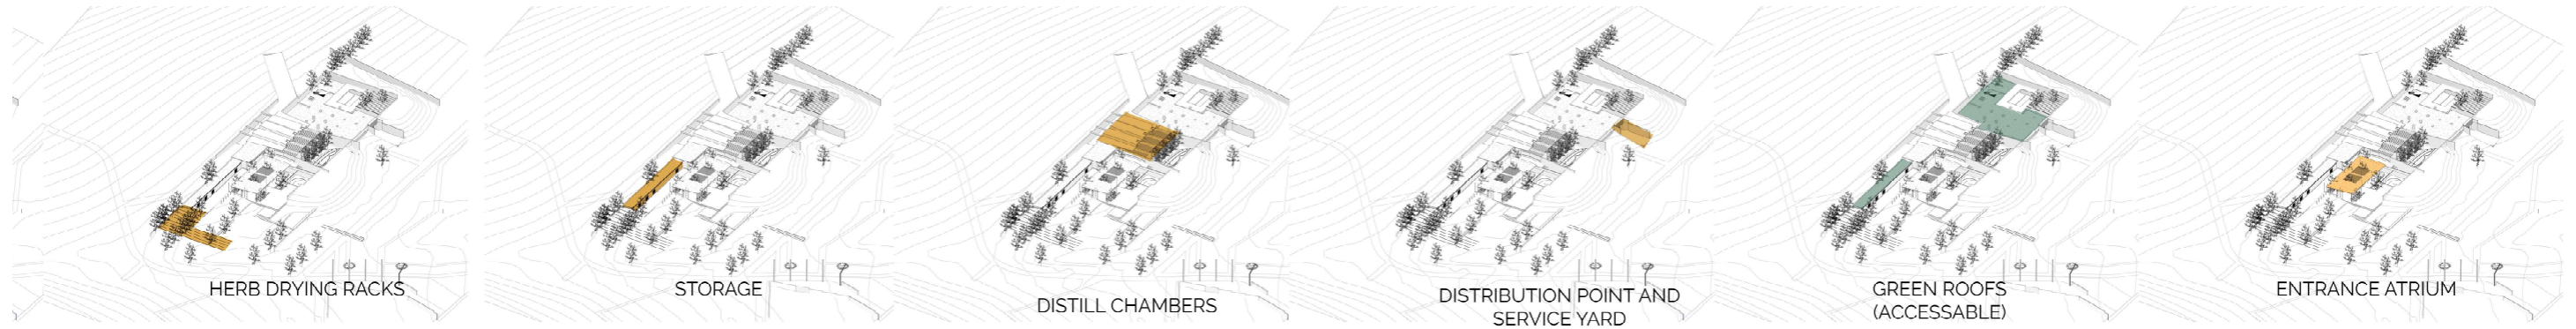 HERB DRYING RACKS
STORAGE
DISTILL CHAMBERS
DISTRIBUTION POINT AND
SERVICE YARD
GREEN ROOFS
(ACCESSABLE)
ENTRANCE ATRIUM